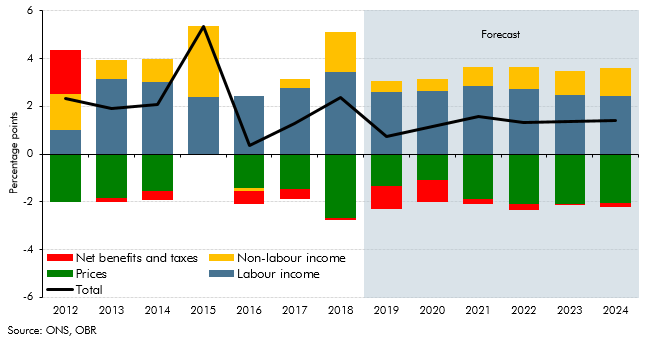 6
Forecast
4
2
0
-2
-4
-6
Percentage points
Net benefits and taxes
Non-labour income
Prices
Labour income
Total
2012 2013 2014 2015 2016 2017 2018 2019 2020 2021 2022 2023 2024
Source: ONS, OBR